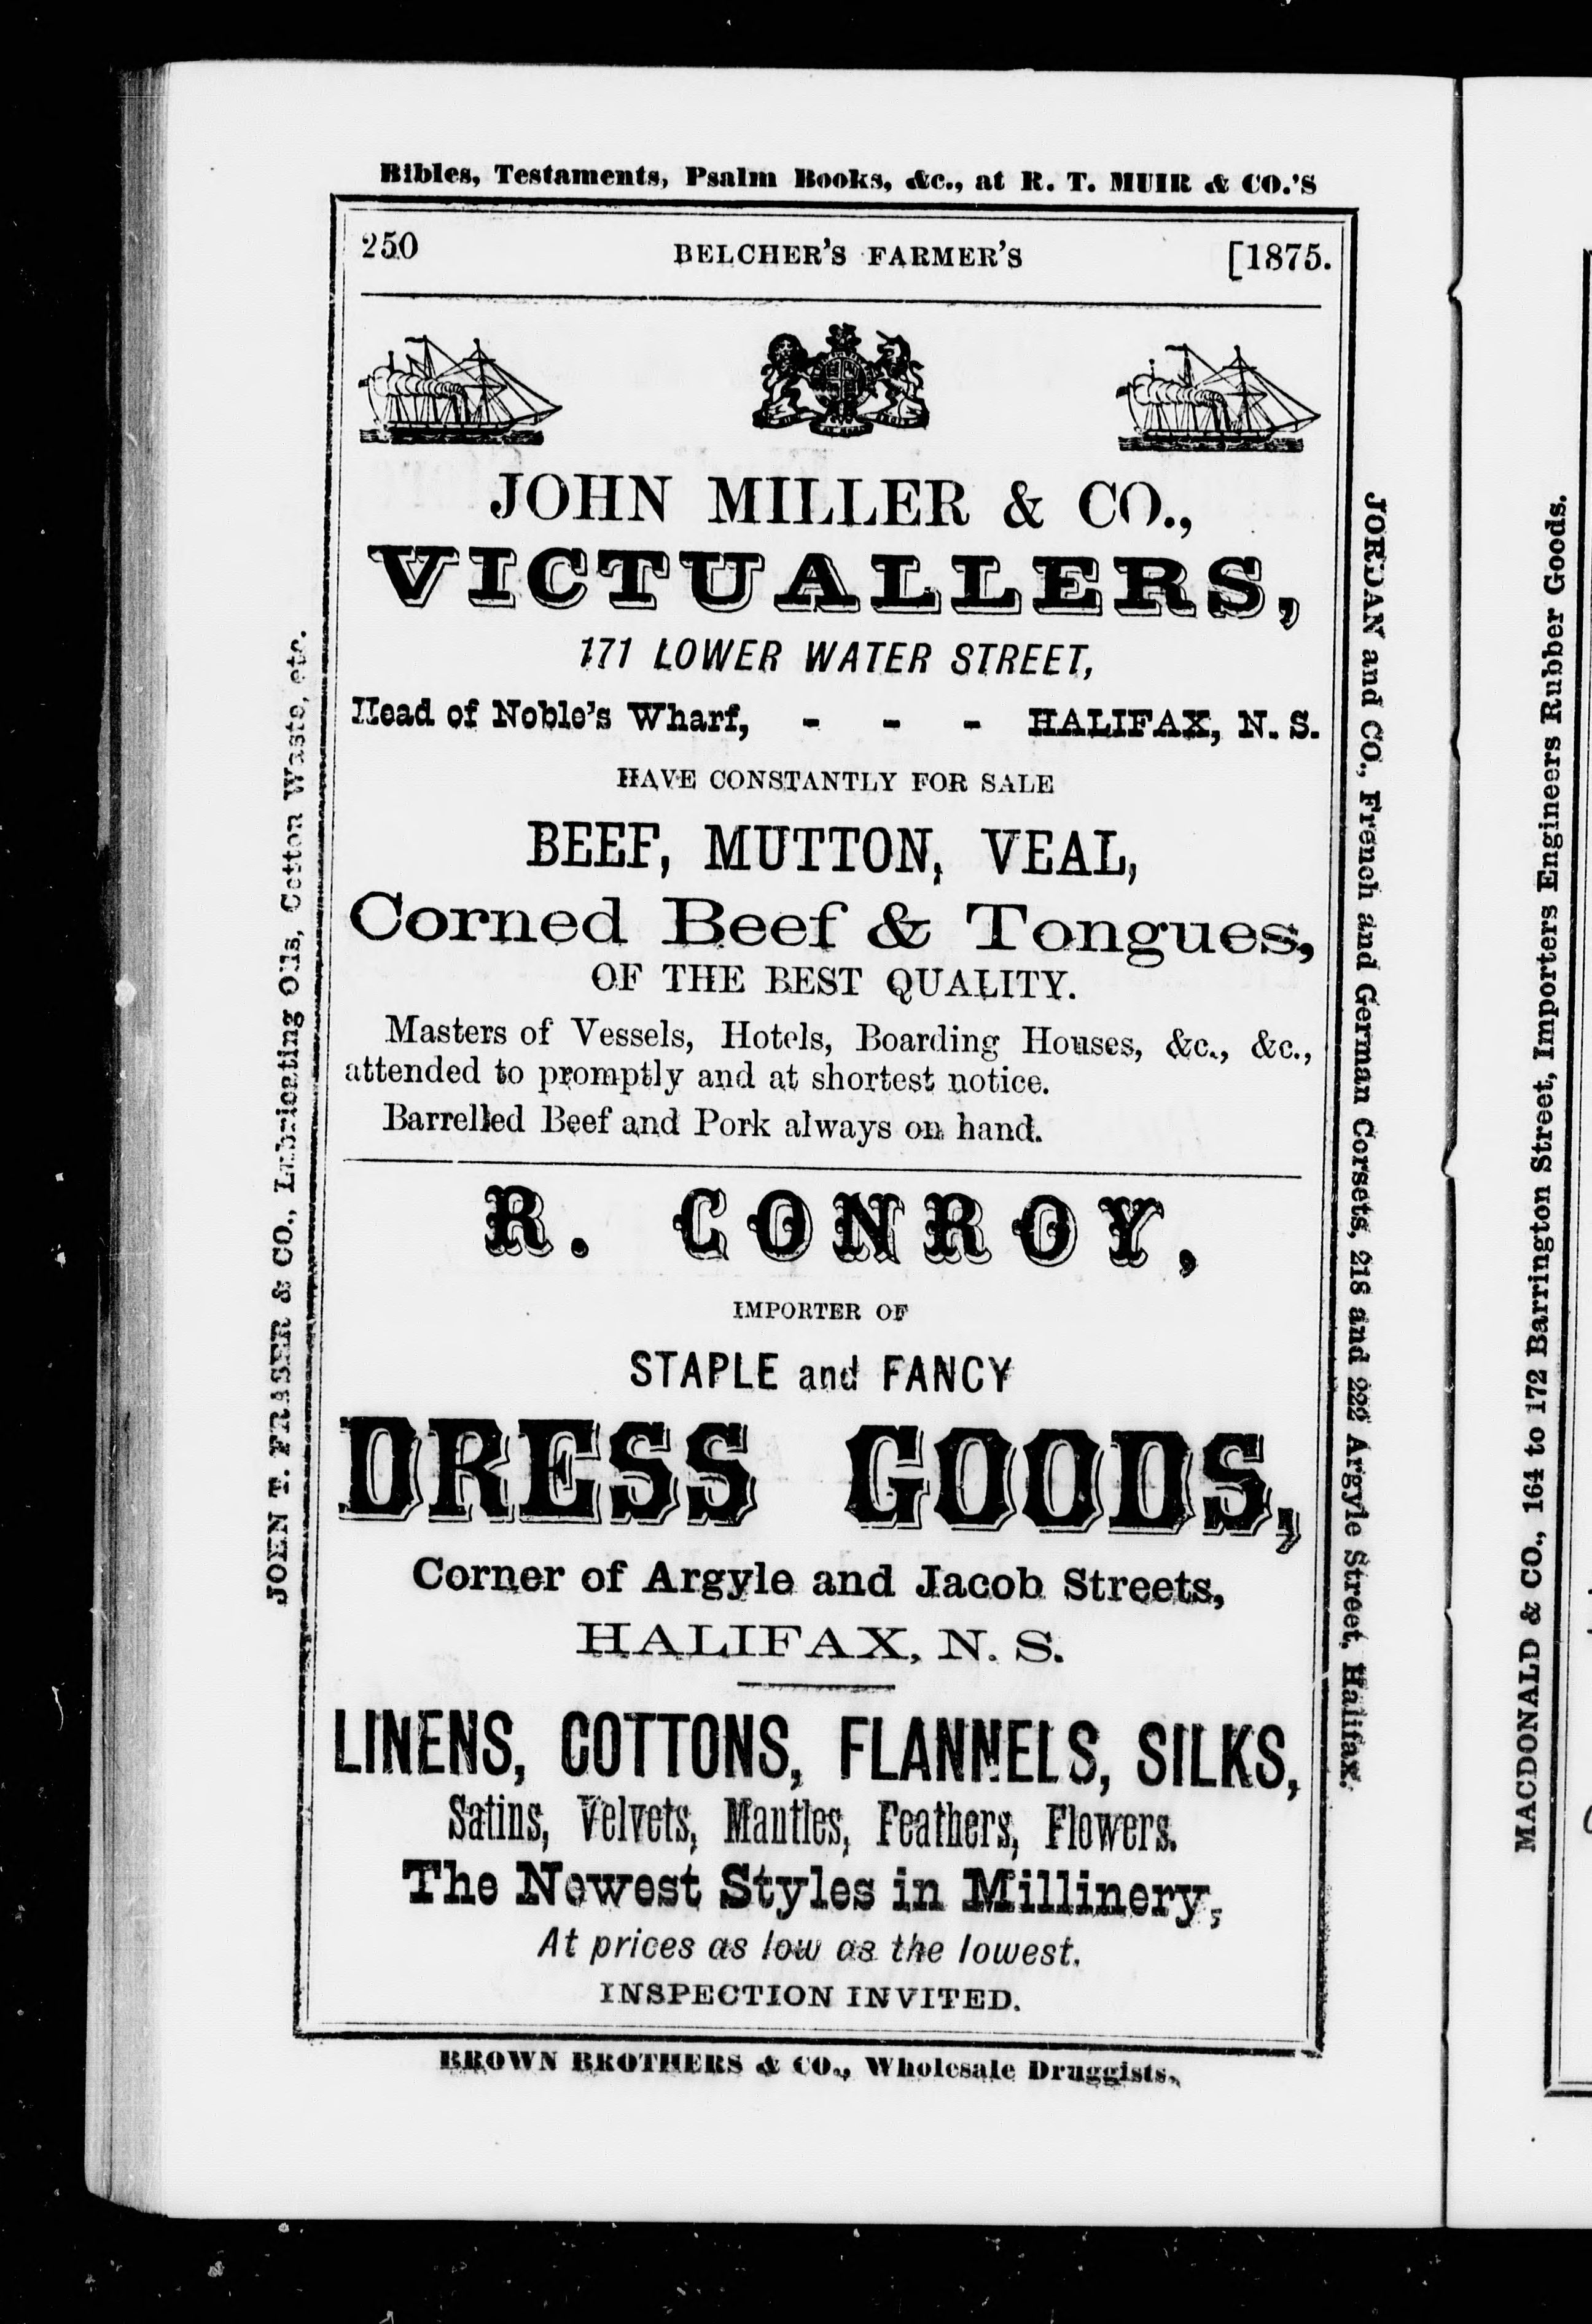 Bibles, Testaments, Psalm Books, &c., at R. T. MUIR & CO.'S
250 BELCHER'S FARMER'S [1875.
JOHN MILLER & CO.,
VICTUALLERS,
171 LOWER WATER STREET,
Head of Noble's Wharf, - - - HALIFAX, N. S.
HAVE CONSTANTLY FOR SALE
BEEF, MUTTON, VEAL,
Corned Beef & Tongues,
OF THE BEST QUALITY.
Masters of Vessels, Hotels, Boarding Houses, &c., &c.,
attended to promptly and at shortest notice.
Barrelled Beef and Pork always on hand.
R. CONROY,
IMPORTER OF
STAPLE and FANCY
DRESS GOODS,
Corner of Argyle and Jacob Streets,
HALIFAX, N. S.
LINENS, COTTONS, FLANNELS, SILKS,
Satins, Velvets, Mantles, Feathers, Flowers.
The Newest Styles in Millinery,
At prices as low as the lowest.
INSPECTION INVITED.
BROWN BROTHERS & CO., Wholesale Druggists.
JOHN T. FRASER & CO., Lubricating Oils, Cotton Waste, etc.
JORDAN and CO., French and German Corsets, 218 and 222 Argyle Street, Halifax.
MACDONALD & CO., 164 to 172 Barrington Street, Importers Engineers Rubber Goods.